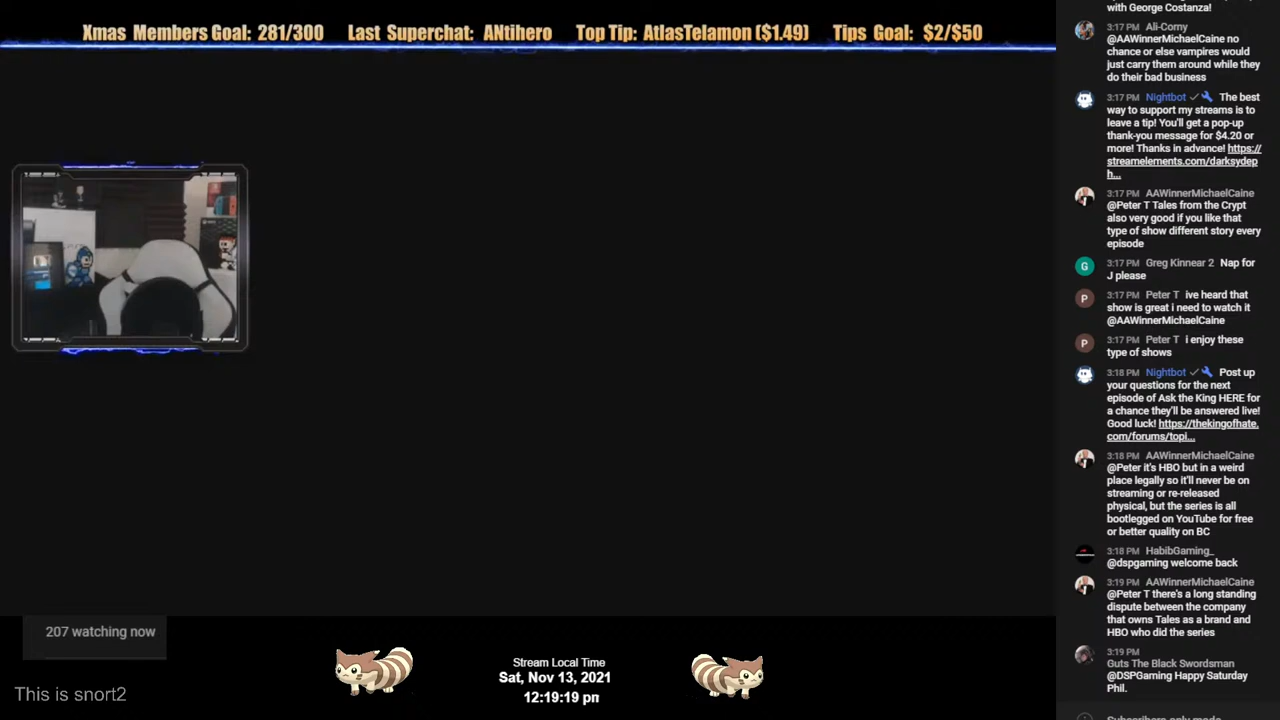 Xmas Members Goal: 281/300 Last Superchat: ANtihero Top Tip: AtlasTelamon ($1.49) Tips Goal: $2/$50
207 watching now
This is snort2
Stream Local Time
Sat, Nov 13, 2021
12:19:19 pm
with George Costanza!
3:17 PM Ali-Corny
@AAWinnerMichaelCaine no
chance or else vampires would
just carry them around while they
do their bad business
3:17 PM Nightbot The best
way to support my streams is to
leave a tip! You'll get a pop-up
thank-you message for $4.20 or
more! Thanks in advance! https://
streamelements.com/darksydep
h...
3:17 PM AAWinnerMichaelCaine
@Peter T Tales from the Crypt
also very good if you like that
type of show different story every
episode
G
3:17 PM Greg Kinnear 2 Nap for
J please
P
3:17 PM Peter T ive heard that
show is great i need to watch it
@AAWinnerMichaelCaine
P
3:17 PM Peter T i enjoy these
type of shows
3:18 PM Nightbot Post up
your questions for the next
episode of Ask the King HERE for
a chance they'll be answered live!
Good luck! https://thekingofhate.
com/forums/topi...
3:18 PM AAWinnerMichaelCaine
@Peter it's HBO but in a weird
place legally so it'll never be on
streaming or re-released
physical, but the series is all
bootlegged on YouTube for free
or better quality on BC
3:18 PM HabibGaming_
@dspgaming welcome back
3:19 PM AAWinnerMichaelCaine
@Peter T there's a long standing
dispute between the company
that owns Tales as a brand and
HBO who did the series
3:19 PM
Guts The Black Swordsman
@DSPGaming Happy Saturday
Phil.
Subscribers-only mode